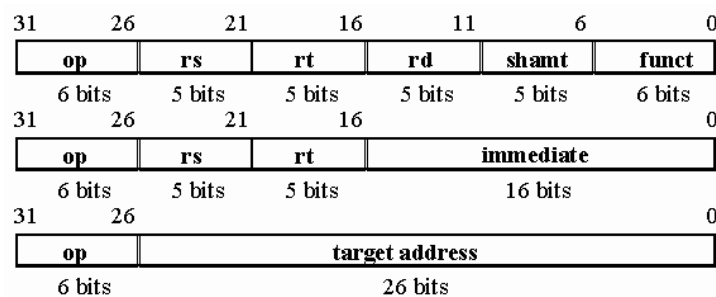 31 26 21 16 11 6 0
op rs rt rd shamt funct
6 bits 5 bits 5 bits 5 bits 5 bits 6 bits
31 26 21 16 0
op rs rt immediate
6 bits 5 bits 5 bits 16 bits
31 26 0
op target address
6 bits 26 bits